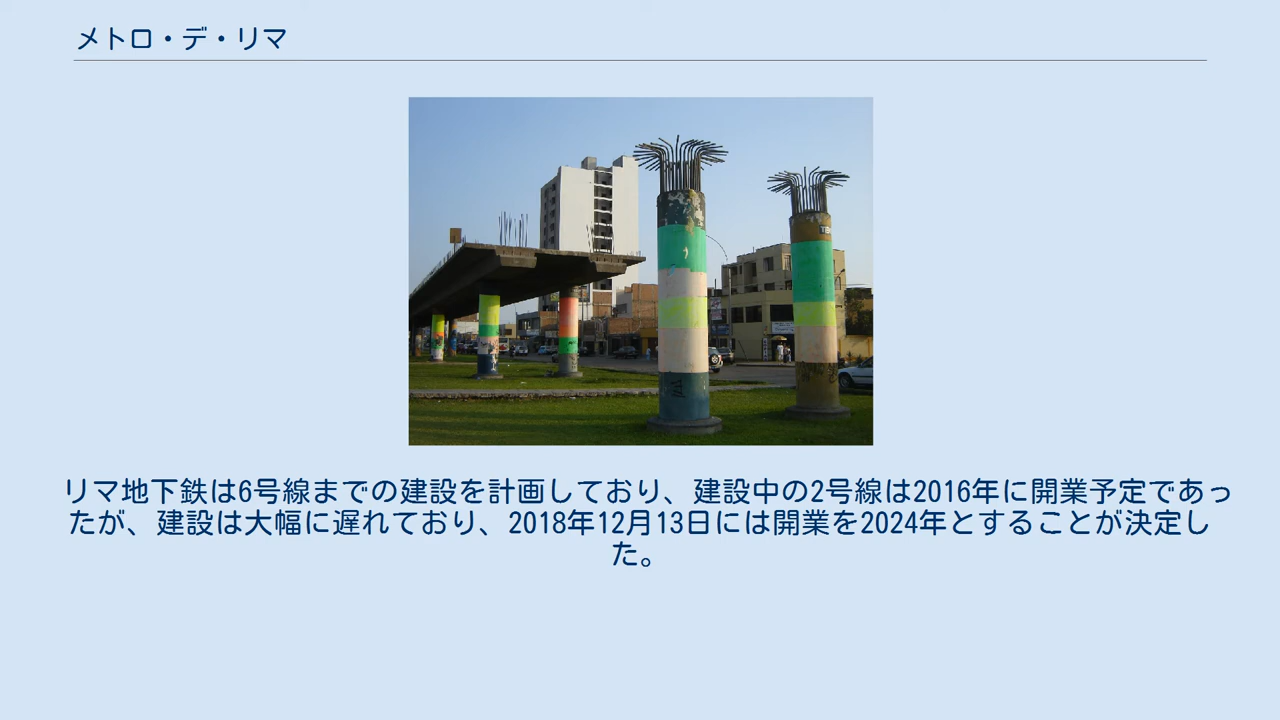 メトロ・デ・リマ
リマ地下鉄は6号線までの建設を計画しており、建設中の2号線は2016年に開業予定であっ
たが、建設は大幅に遅れており、2018年12月13日には開業を2024年とすることが決定し
た。